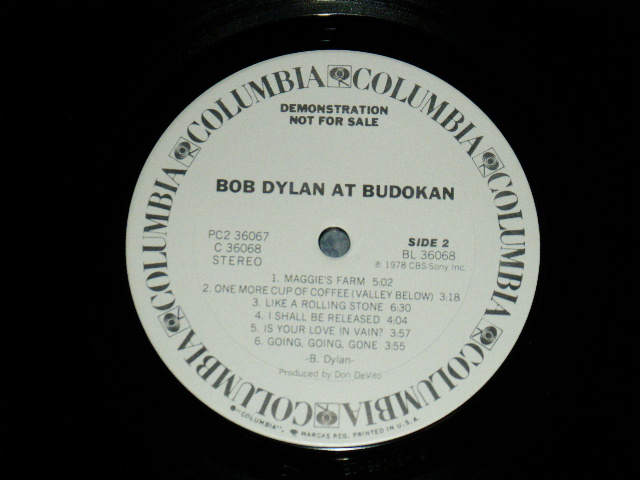 COLUMBIA COLUMBIA COLUMBIA COLUMBIA COLUMBIA COLUMBIA COLUMBIA
DEMONSTRATION
NOT FOR SALE
BOB DYLAN AT BUDOKAN
PC2 36067
C 36068
STEREO
SIDE 2
BL 36068
℗ 1978 CBS-Sony Inc.
1. MAGGIE'S FARM 5:02
2. ONE MORE CUP OF COFFEE (VALLEY BELOW) 3:18
3. LIKE A ROLLING STONE 6:30
4. I SHALL BE RELEASED 4:04
5. IS YOUR LOVE IN VAIN? 3:57
6. GOING, GOING, GONE 3:55
-B. Dylan-
Produced by Don DeVito
"COLUMBIA", MARCAS REG. PRINTED IN U.S.A.